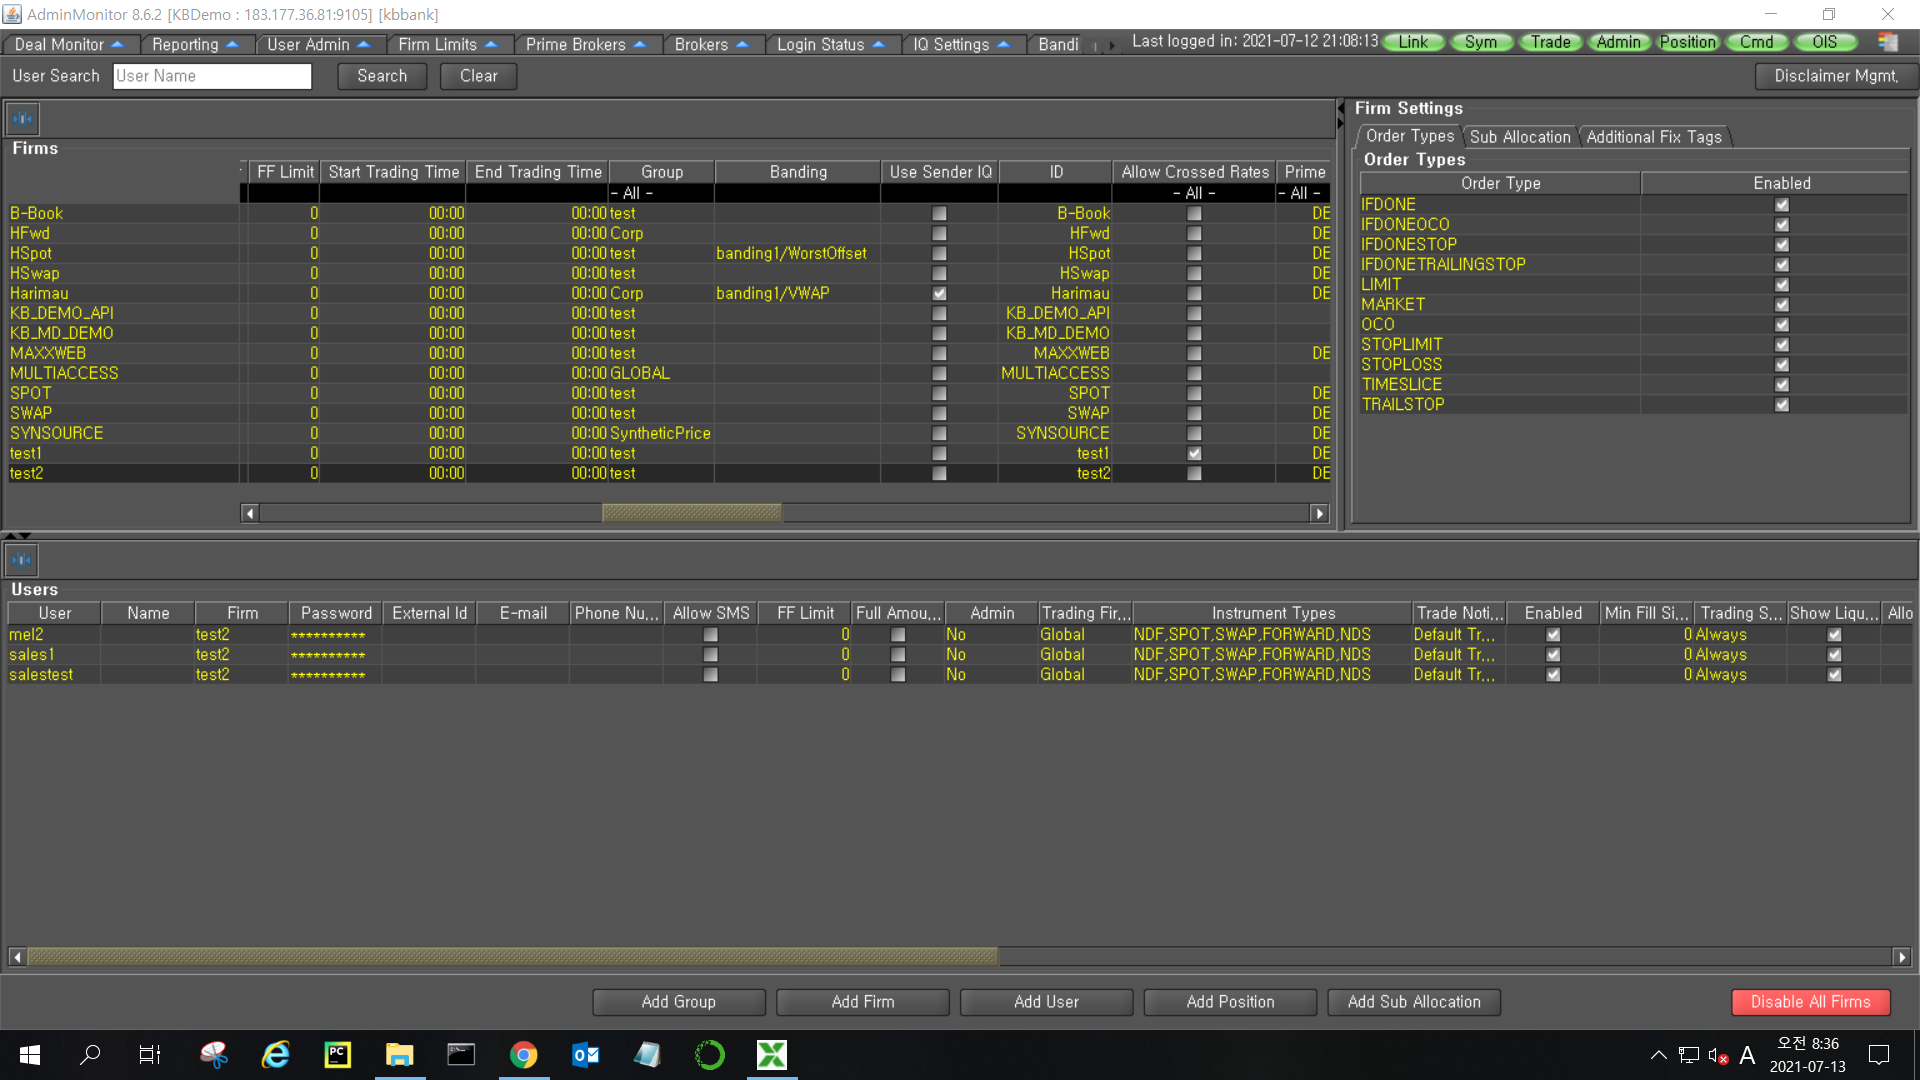 AdminMonitor 8.6.2 [KBDemo : 183.177.36.81:9105] [kbbank]
Deal Monitor Reporting User Admin Firm Limits Prime Brokers Brokers Login Status IQ Settings Bandi Last logged in: 2021-07-12 21:08:13 Link Sym Trade Admin Position Cmd OIS
User Search User Name Search Clear Disclaimer Mgmt.
Firms
FF Limit Start Trading Time End Trading Time Group Banding Use Sender IQ ID Allow Crossed Rates Prime
- All - - All - - All -
B-Book 0 00:00 00:00 test B-Book DE
HFwd 0 00:00 00:00 Corp HFwd DE
HSpot 0 00:00 00:00 test banding1/WorstOffset HSpot DE
HSwap 0 00:00 00:00 test HSwap DE
Harimau 0 00:00 00:00 Corp banding1/VWAP Harimau DE
KB_DEMO_API 0 00:00 00:00 test KB_DEMO_API
KB_MD_DEMO 0 00:00 00:00 test KB_MD_DEMO
MAXXWEB 0 00:00 00:00 test MAXXWEB DE
MULTIACCESS 0 00:00 00:00 GLOBAL MULTIACCESS
SPOT 0 00:00 00:00 test SPOT DE
SWAP 0 00:00 00:00 test SWAP DE
SYNSOURCE 0 00:00 00:00 SyntheticPrice SYNSOURCE DE
test1 0 00:00 00:00 test test1 DE
test2 0 00:00 00:00 test test2 DE
Firm Settings
Order Types Sub Allocation Additional Fix Tags
Order Types
Order Type Enabled
IFDONE
IFDONEOCO
IFDONESTOP
IFDONETRAILINGSTOP
LIMIT
MARKET
OCO
STOPLIMIT
STOPLOSS
TIMESLICE
TRAILSTOP
Users
User Name Firm Password External Id E-mail Phone Nu... Allow SMS FF Limit Full Amou... Admin Trading Fir... Instrument Types Trade Noti... Enabled Min Fill Si... Trading S... Show Liqu... Allo
mel2 test2 ********** 0 No Global NDF,SPOT,SWAP,FORWARD,NDS Default Tr... 0 Always
sales1 test2 ********** 0 No Global NDF,SPOT,SWAP,FORWARD,NDS Default Tr... 0 Always
salestest test2 ********** 0 No Global NDF,SPOT,SWAP,FORWARD,NDS Default Tr... 0 Always
Add Group Add Firm Add User Add Position Add Sub Allocation Disable All Firms
PC
A 오전 8:36
2021-07-13